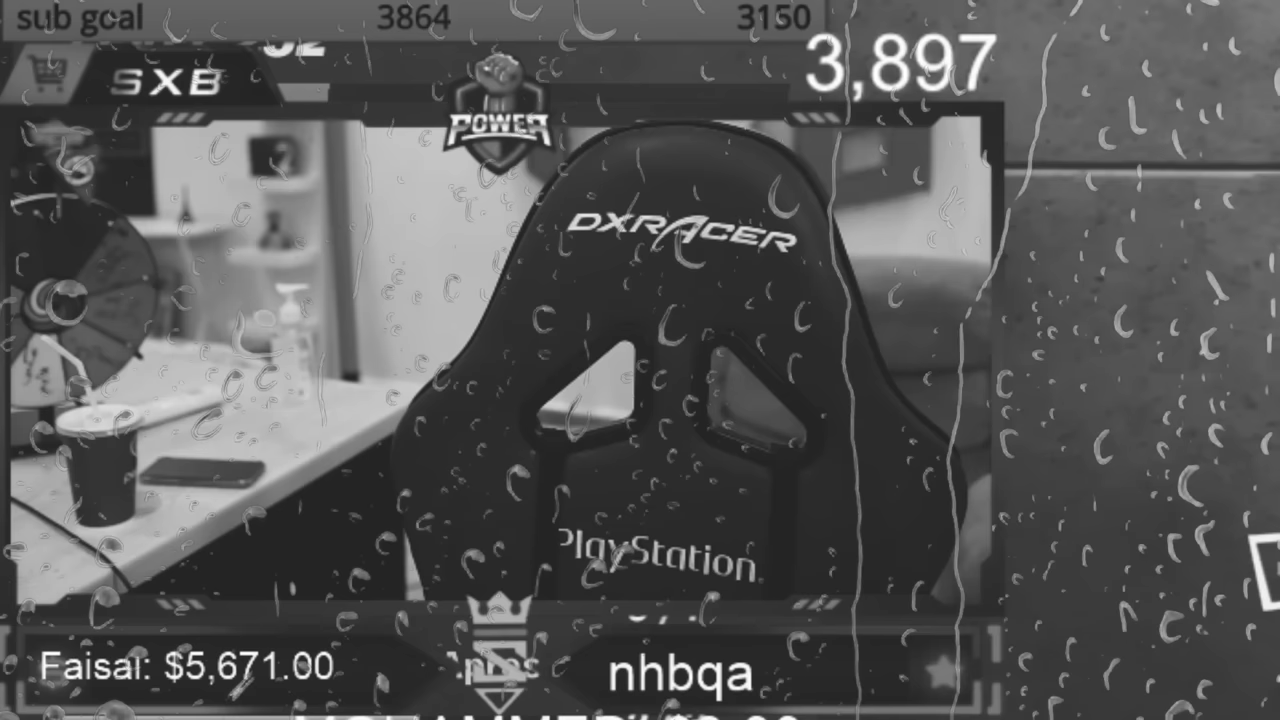 sub goal 3864 3150
3,897
SXB
POWER
DXRACER
PlayStation
Faisal: $5,671.00
nhbqa